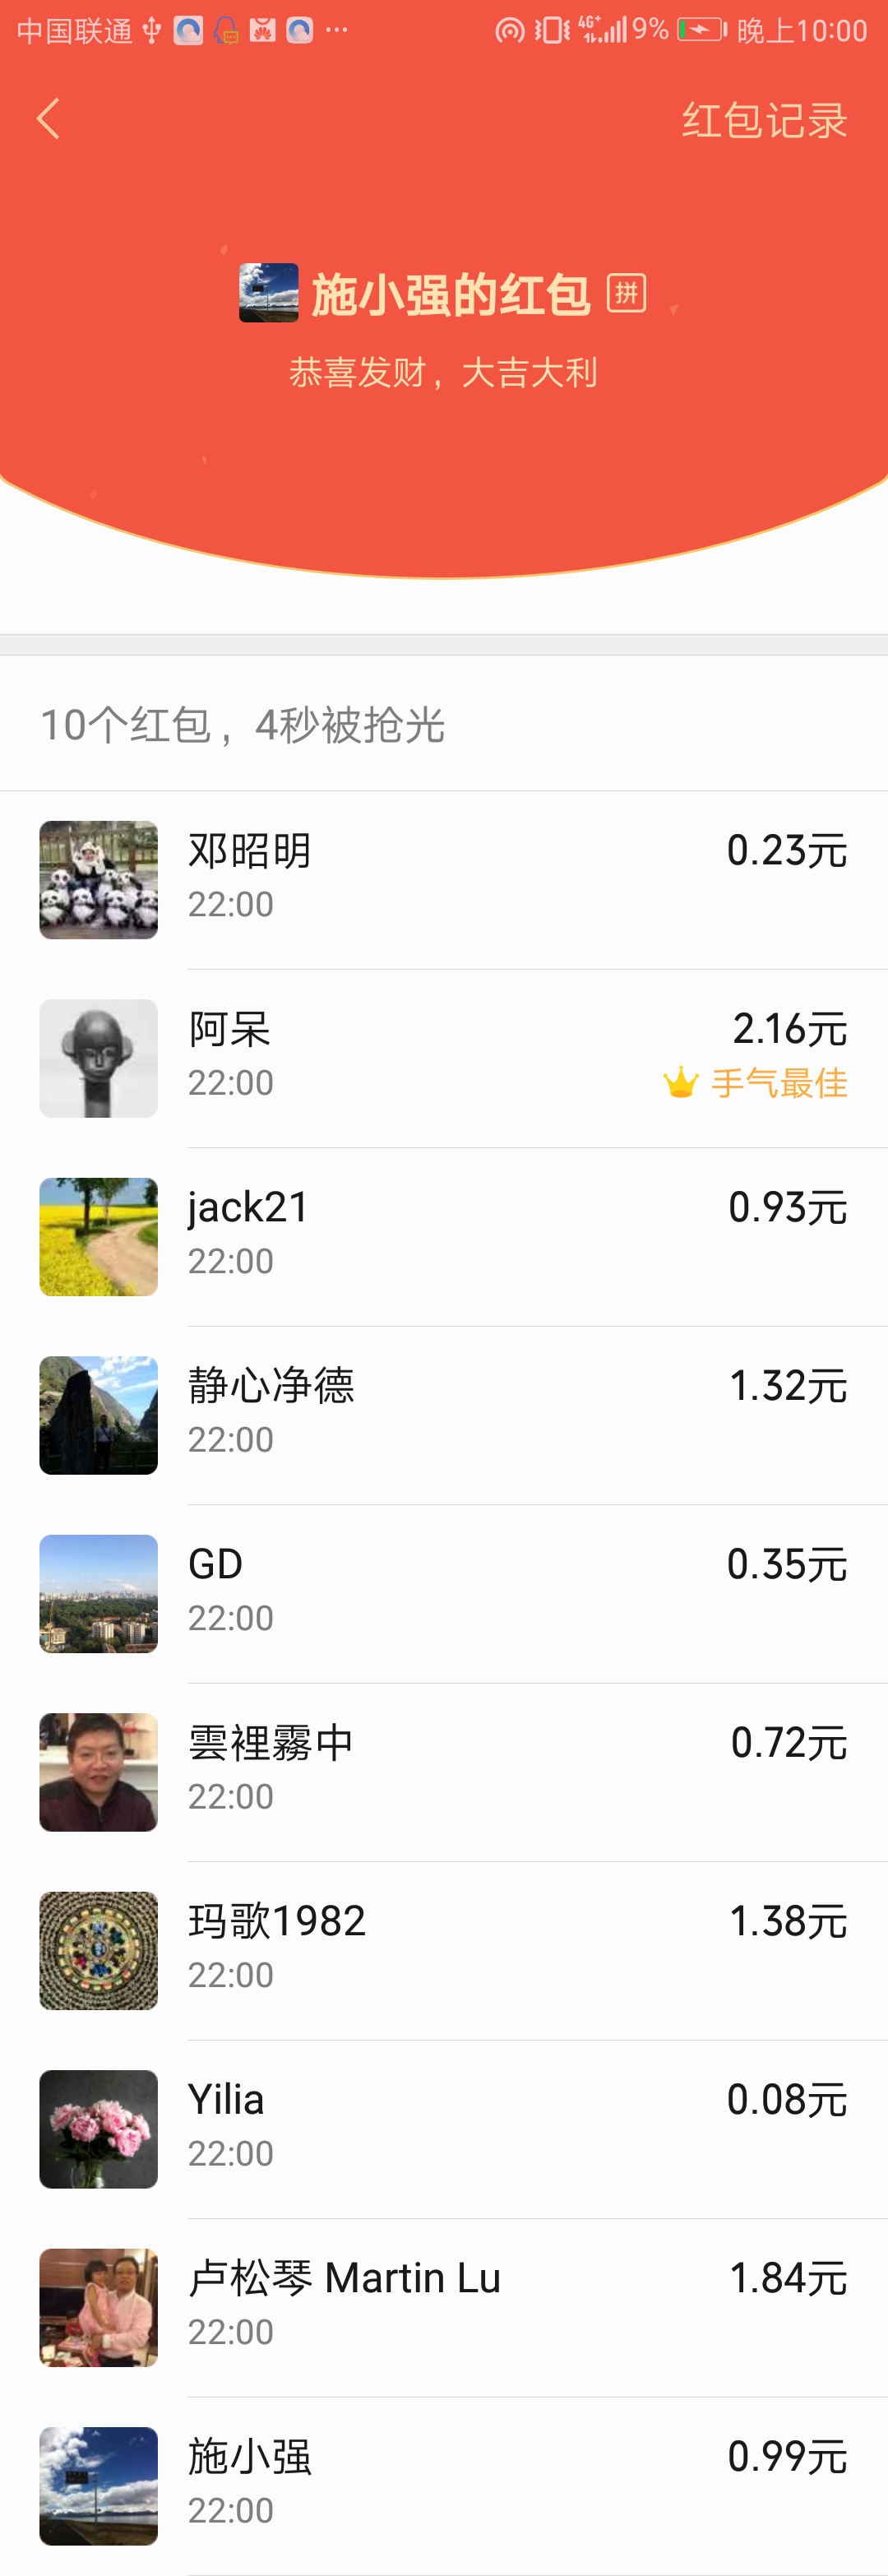 中国联通 4G+ 9% 晚上10:00
红包记录
施小强的红包 拼
恭喜发财，大吉大利
10个红包，4秒被抢光
邓昭明 0.23元
22:00
阿呆 2.16元
22:00 手气最佳
jack21 0.93元
22:00
静心净德 1.32元
22:00
GD 0.35元
22:00
雲裡霧中 0.72元
22:00
玛歌1982 1.38元
22:00
Yilia 0.08元
22:00
卢松琴 Martin Lu 1.84元
22:00
施小强 0.99元
22:00